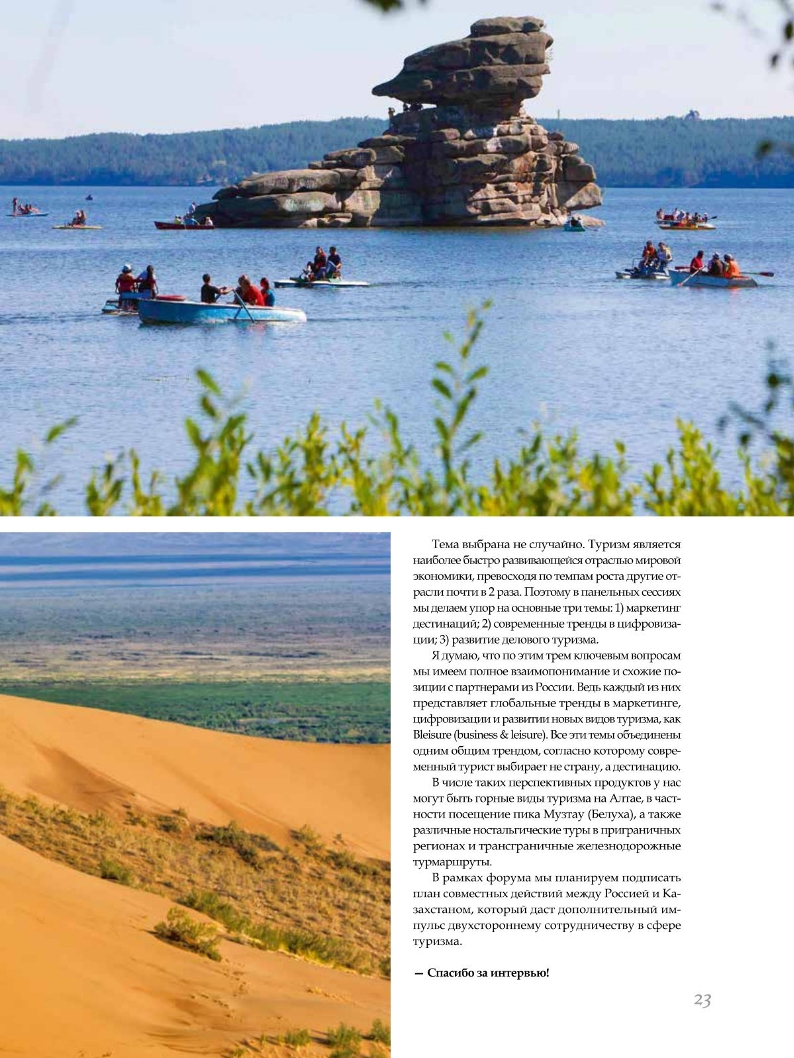 Тема выбрана не случайно. Туризм является
наиболее быстро развивающейся отраслью мировой
экономики, превосходя по темпам роста другие от-
расли почти в 2 раза. Поэтому в панельных сессиях
мы делаем упор на основные три темы: 1) маркетинг
дестинаций; 2) современные тренды в цифровиза-
ции; 3) развитие делового туризма.
Я думаю, что по этим трем ключевым вопросам
мы имеем полное взаимопонимание и схожие по-
зиции с партнерами из России. Ведь каждый из них
представляет глобальные тренды в маркетинге,
цифровизации и развитии новых видов туризма, как
Bleisure (business & leisure). Все эти темы объединены
одним общим трендом, согласно которому совре-
менный турист выбирает не страну, а дестинацию.
В числе таких перспективных продуктов у нас
могут быть горные виды туризма на Алтае, в част-
ности посещение пика Музтау (Белуха), а также
различные ностальгические туры в приграничных
регионах и трансграничные железнодорожные
турмаршруты.
В рамках форума мы планируем подписать
план совместных действий между Россией и Ка-
захстаном, который даст дополнительный им-
пульс двухстороннему сотрудничеству в сфере
туризма.
— Спасибо за интервью!
23